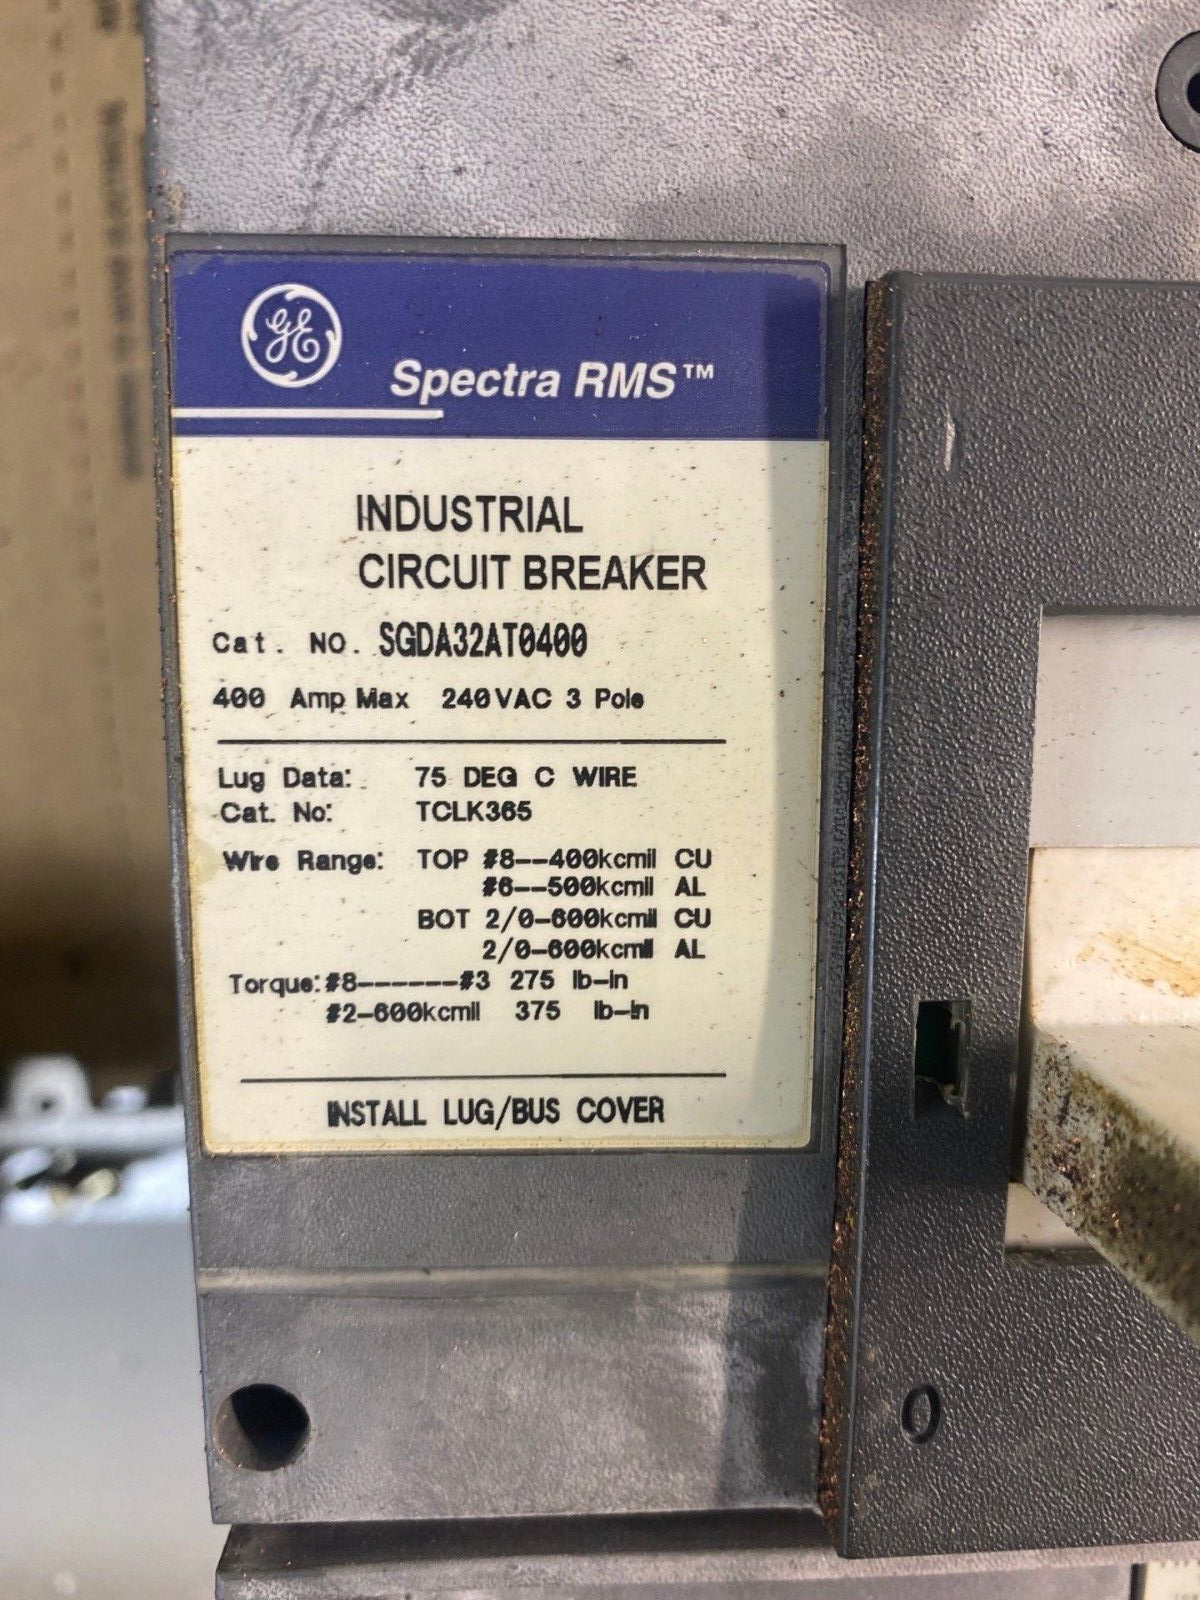 GE
Spectra RMS™
INDUSTRIAL
CIRCUIT BREAKER
Cat. NO. SGDA32AT0400
400 Amp Max 240 VAC 3 Pole
Lug Data: 75 DEG C WIRE
Cat. No: TCLK365
Wire Range: TOP #8--400kcmil CU
#6--500kcmil AL
BOT 2/0-600kcmil CU
2/0-600kcmil AL
Torque: #8------#3 275 lb-in
#2-600kcmil 375 lb-in
INSTALL LUG/BUS COVER
O